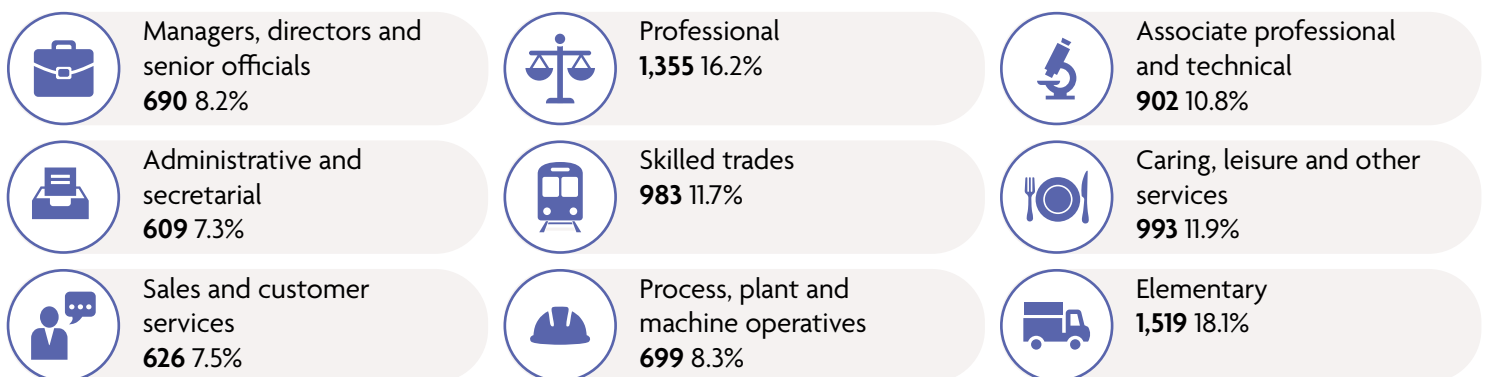 Managers, directors and
senior officials
690 8.2%
Professional
1,355 16.2%
Associate professional
and technical
902 10.8%
Administrative and
secretarial
609 7.3%
Skilled trades
983 11.7%
Caring, leisure and other
services
993 11.9%
Sales and customer
services
626 7.5%
Process, plant and
machine operatives
699 8.3%
Elementary
1,519 18.1%